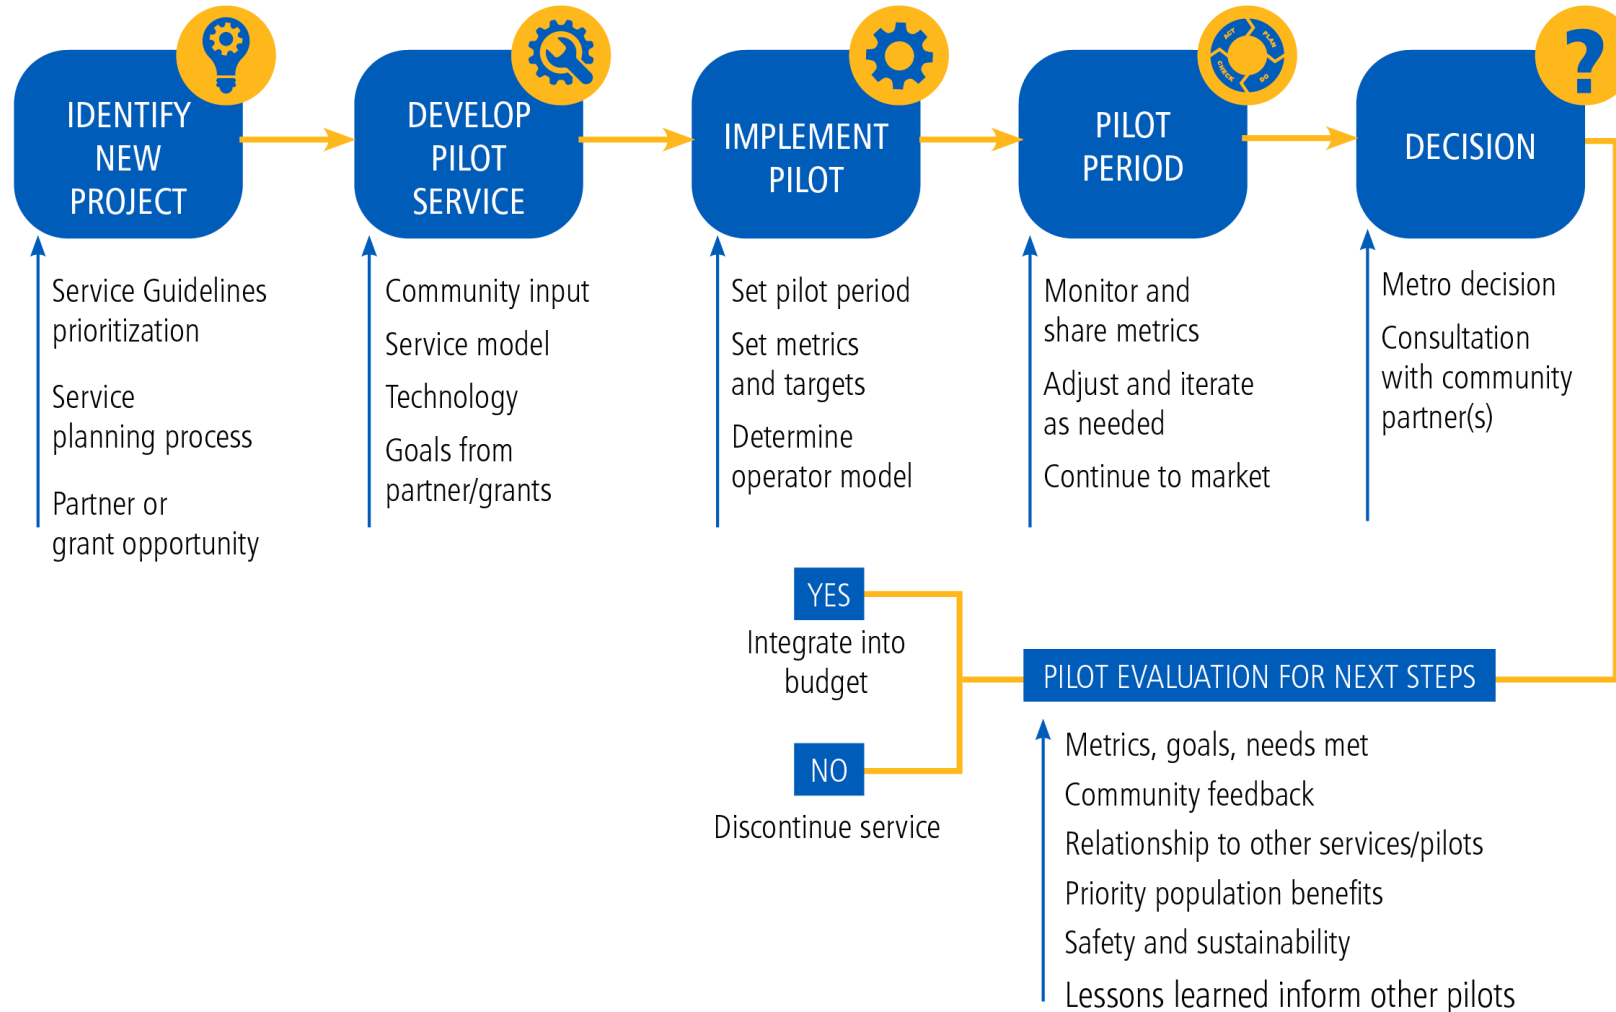 IDENTIFY
NEW
PROJECT
DEVELOP
PILOT
SERVICE
IMPLEMENT
PILOT
ACT
PLAN
DO
CHECK
PILOT
PERIOD
?
DECISION
Service Guidelines
prioritization
Service
planning process
Partner or
grant opportunity
Community input
Service model
Technology
Goals from
partner/grants
Set pilot period
Set metrics
and targets
Determine
operator model
Monitor and
share metrics
Adjust and iterate
as needed
Continue to market
Metro decision
Consultation
with community
partner(s)
PILOT EVALUATION FOR NEXT STEPS
Metrics, goals, needs met
Community feedback
Relationship to other services/pilots
Priority population benefits
Safety and sustainability
Lessons learned inform other pilots
YES
Integrate into
budget
NO
Discontinue service